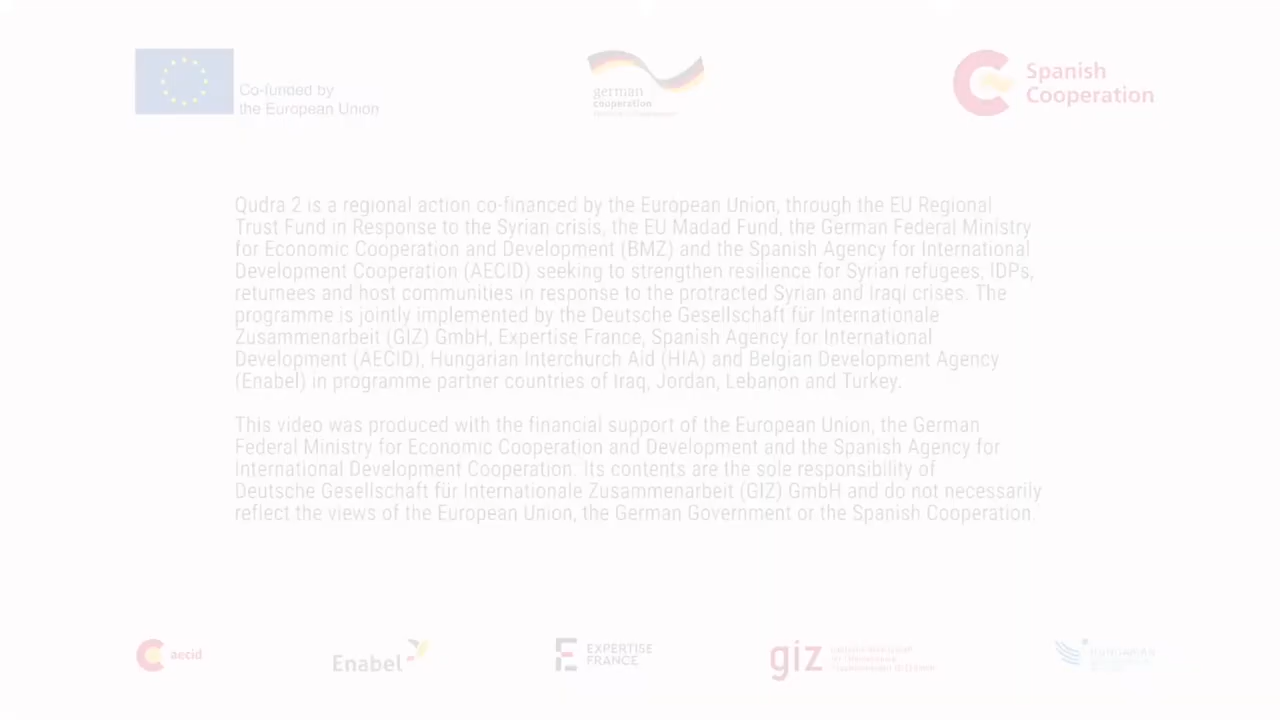 Co-funded by
the European Union
german
cooperation
Spanish
Cooperation
Qudra 2 is a regional action co-financed by the European Union, through the EU Regional
Trust Fund in Response to the Syrian crisis, the EU Madad Fund, the German Federal Ministry
for Economic Cooperation and Development (BMZ) and the Spanish Agency for International
Development Cooperation (AECID) seeking to strengthen resilience for Syrian refugees, IDPs,
returnees and host communities in response to the protracted Syrian and Iraqi crises. The
programme is jointly implemented by the Deutsche Gesellschaft für Internationale
Zusammenarbeit (GIZ) GmbH, Expertise France, Spanish Agency for International
Development (AECID), Hungarian Interchurch Aid (HIA) and Belgian Development Agency
(Enabel) in programme partner countries of Iraq, Jordan, Lebanon and Turkey.
This video was produced with the financial support of the European Union, the German
Federal Ministry for Economic Cooperation and Development and the Spanish Agency for
International Development Cooperation. Its contents are the sole responsibility of
Deutsche Gesellschaft für Internationale Zusammenarbeit (GIZ) GmbH and do not necessarily
reflect the views of the European Union, the German Government or the Spanish Cooperation.
aecid
Enabel
EXPERTISE
FRANCE
giz